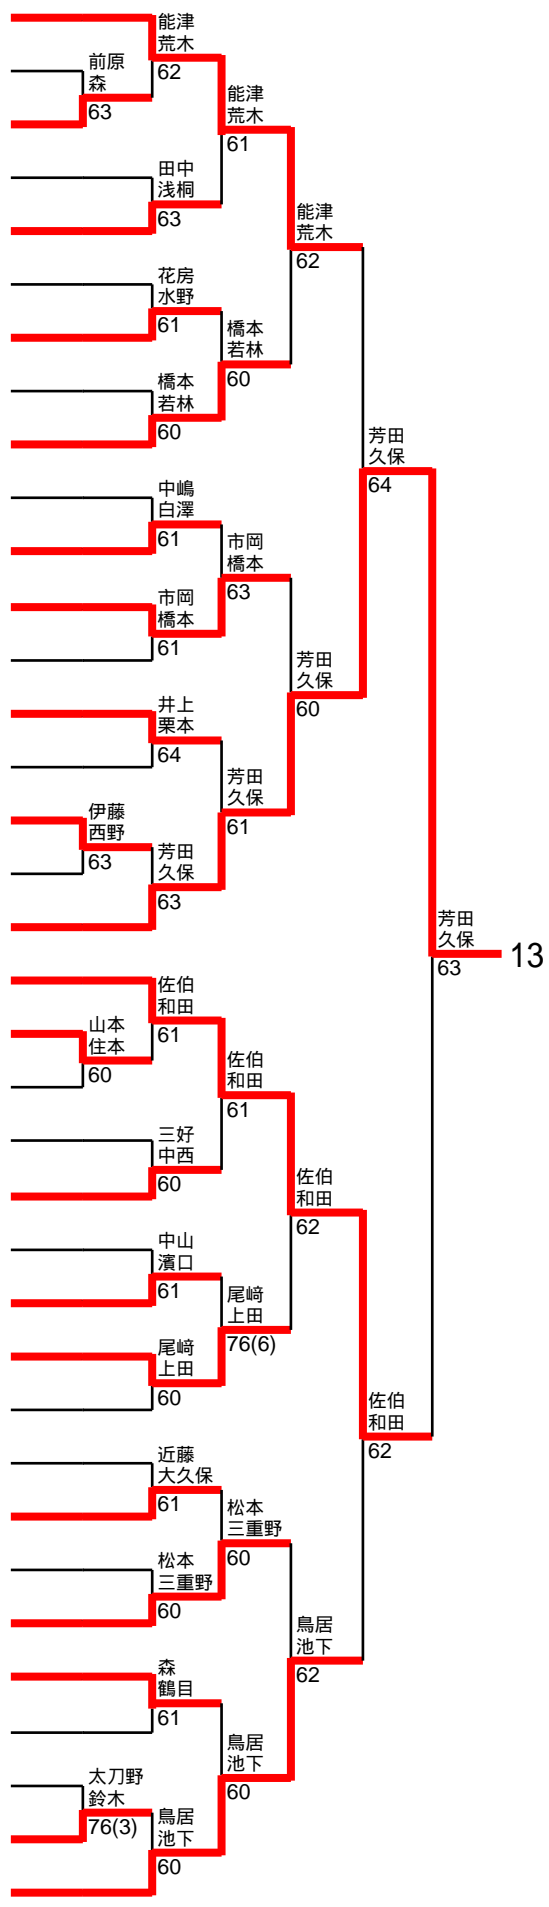 能津
荒木
62
前原
森
63
能津
荒木
61
田中
浅桐
63
能津
荒木
62
花房
水野
61
橋本
若林
60
橋本
若林
60
芳田
久保
64
中嶋
白澤
61
市岡
橋本
63
市岡
橋本
61
芳田
久保
60
井上
栗本
64
芳田
久保
61
伊藤
西野
63
芳田
久保
63
芳田
久保
63
13
佐伯
和田
61
山本
住本
60
佐伯
和田
61
三好
中西
60
佐伯
和田
62
中山
濱口
61
尾﨑
上田
76(6)
尾﨑
上田
60
佐伯
和田
62
近藤
大久保
61
松本
三重野
60
松本
三重野
60
鳥居
池下
62
森
鶴目
61
鳥居
池下
60
太刀野
鈴木
76(3)
鳥居
池下
60